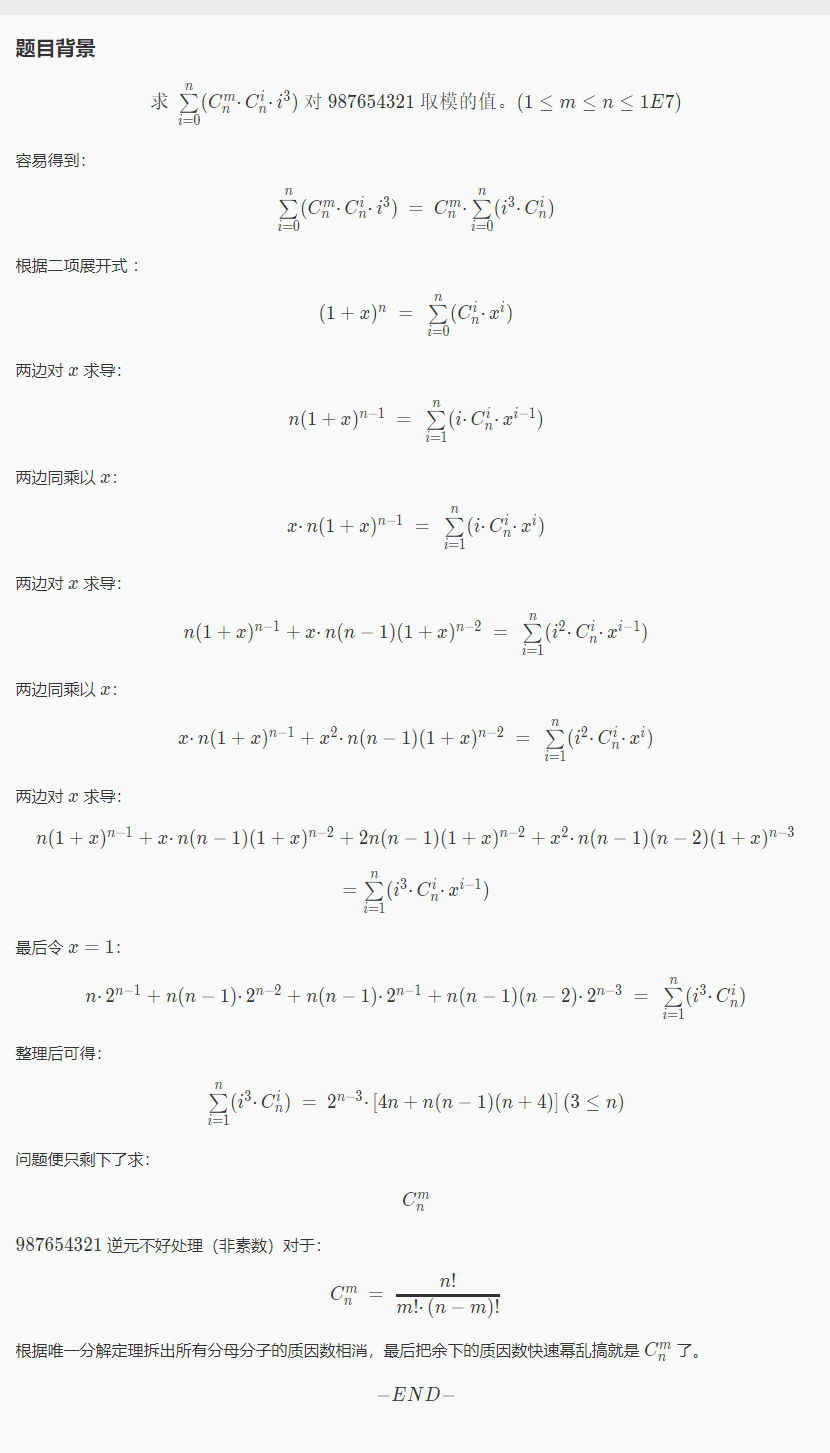 题目背景
求 $\sum_{i=0}^{n}(C_n^m \cdot C_n^i \cdot i^3)$ 对 987654321 取模的值。$(1 \leq m \leq n \leq 1E7)$
容易得到：
$\sum_{i=0}^{n}(C_n^m \cdot C_n^i \cdot i^3) = C_n^m \cdot \sum_{i=0}^{n}(i^3 \cdot C_n^i)$
根据二项展开式：
$(1+x)^n = \sum_{i=0}^{n}(C_n^i \cdot x^i)$
两边对 $x$ 求导：
$n(1+x)^{n-1} = \sum_{i=1}^{n}(i \cdot C_n^i \cdot x^{i-1})$
两边同乘以 $x$：
$x \cdot n(1+x)^{n-1} = \sum_{i=1}^{n}(i \cdot C_n^i \cdot x^i)$
两边对 $x$ 求导：
$n(1+x)^{n-1} + x \cdot n(n-1)(1+x)^{n-2} = \sum_{i=1}^{n}(i^2 \cdot C_n^i \cdot x^{i-1})$
两边同乘以 $x$：
$x \cdot n(1+x)^{n-1} + x^2 \cdot n(n-1)(1+x)^{n-2} = \sum_{i=1}^{n}(i^2 \cdot C_n^i \cdot x^i)$
两边对 $x$ 求导：
$n(1+x)^{n-1} + x \cdot n(n-1)(1+x)^{n-2} + 2n(n-1)(1+x)^{n-2} + x^2 \cdot n(n-1)(n-2)(1+x)^{n-3}$
$= \sum_{i=1}^{n}(i^3 \cdot C_n^i \cdot x^{i-1})$
最后令 $x = 1$：
$n \cdot 2^{n-1} + n(n-1) \cdot 2^{n-2} + n(n-1) \cdot 2^{n-1} + n(n-1)(n-2) \cdot 2^{n-3} = \sum_{i=1}^{n}(i^3 \cdot C_n^i)$
整理后可得：
$\sum_{i=1}^{n}(i^3 \cdot C_n^i) = 2^{n-3} \cdot [4n + n(n-1)(n+4)] (3 \leq n)$
问题便只剩下了求：
$C_n^m$
987654321 逆元不好处理（非素数）对于：
$C_n^m = \frac{n!}{m! \cdot (n-m)!}$
根据唯一分解定理拆出所有分母分子的质因数相消，最后把余下的质因数快速幂乱搞就是 $C_n^m$ 了。
−END−